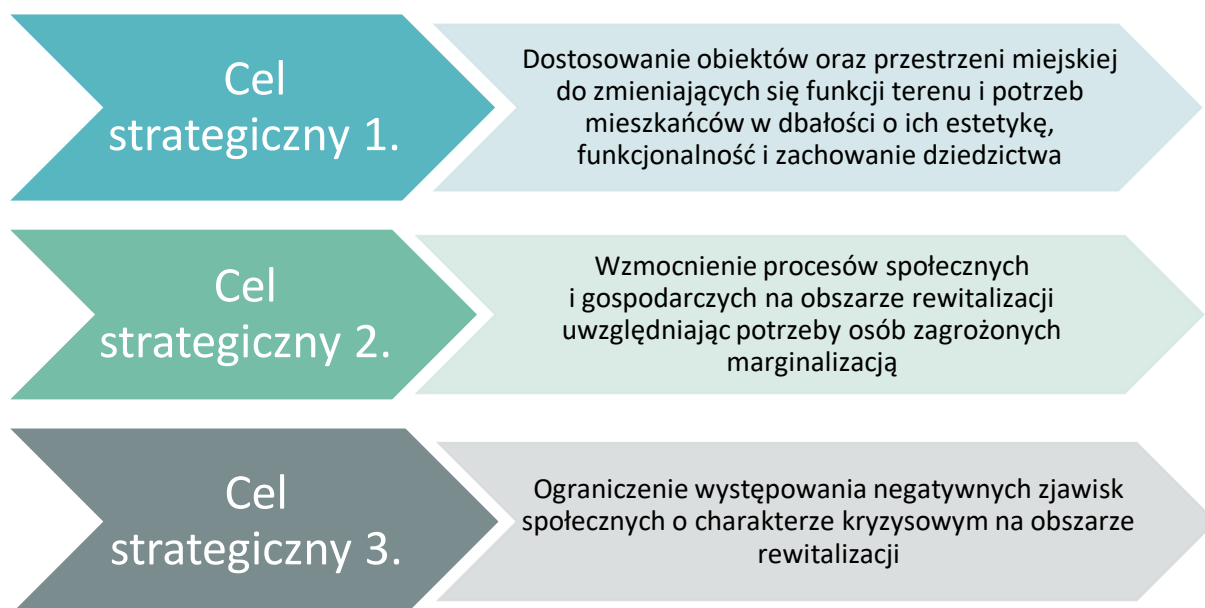 Cel
strategiczny 1.
Dostosowanie obiektów oraz przestrzeni miejskiej
do zmieniających się funkcji terenu i potrzeb
mieszkańców w dbałości o ich estetykę,
funkcjonalność i zachowanie dziedzictwa
Cel
strategiczny 2.
Wzmocnienie procesów społecznych
i gospodarczych na obszarze rewitalizacji
uwzględniając potrzeby osób zagrożonych
marginalizacją
Cel
strategiczny 3.
Ograniczenie występowania negatywnych zjawisk
społecznych o charakterze kryzysowym na obszarze
rewitalizacji